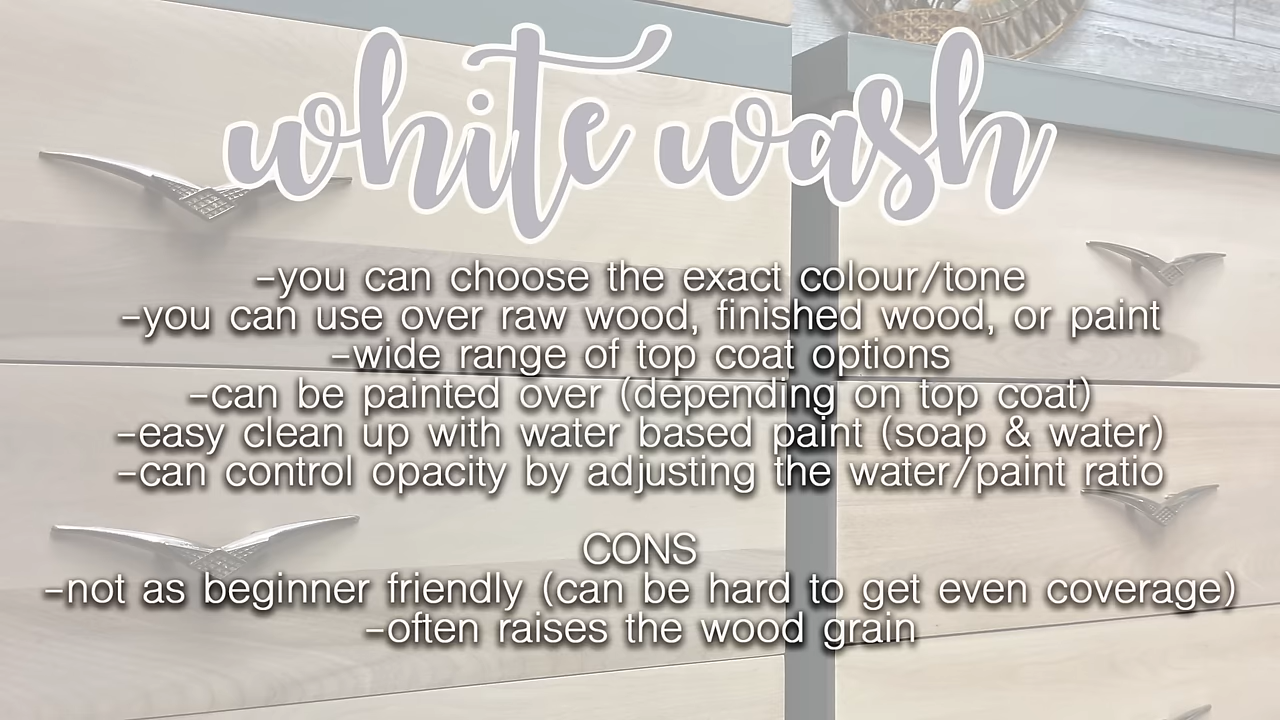 white wash
-you can choose the exact colour/tone
-you can use over raw wood, finished wood, or paint
-wide range of top coat options
-can be painted over (depending on top coat)
-easy clean up with water based paint (soap & water)
-can control opacity by adjusting the water/paint ratio
CONS
-not as beginner friendly (can be hard to get even coverage)
-often raises the wood grain